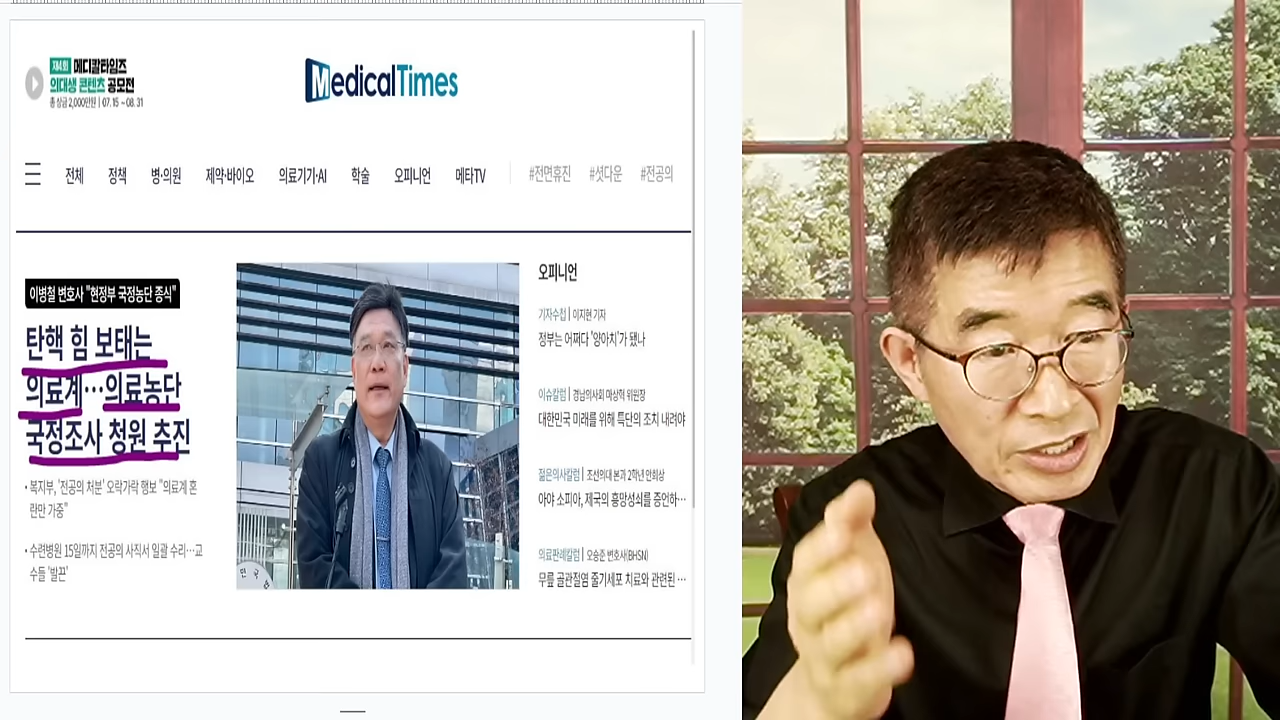 제4회 메디칼타임즈
의대생 콘텐츠 공모전
총 상금 2,000만원 | 07.15 ~ 08.31
MedicalTimes
전체 정책 병·의원 제약·바이오 의료기기·AI 학술 오피니언 메타TV #전면휴진 #셧다운 #전공의
이병철 변호사 "현정부 국정농단 종식"
탄핵 힘 보태는
의료계…의료농단
국정조사 청원 추진
• 복지부, '전공의 처분' 오락가락 행보 "의료계 혼
란만 가중"
• 수련병원 15일까지 전공의 사직서 일괄 수리…교
수들 '발끈'
오피니언
기자수첩 | 이지현 기자
정부는 어쩌다 '양아치'가 됐나
이슈칼럼 | 경남의사회 마상혁 위원장
대한민국 미래를 위해 특단의 조치 내려야
젊은의사칼럼 | 조선의대 본과 2학년 안희상
아야 소피아, 제국의 흥망성쇠를 증언하…
의료판례칼럼 | 오승준 변호사(BHSN)
무릎 골관절염 줄기세포 치료와 관련된 …